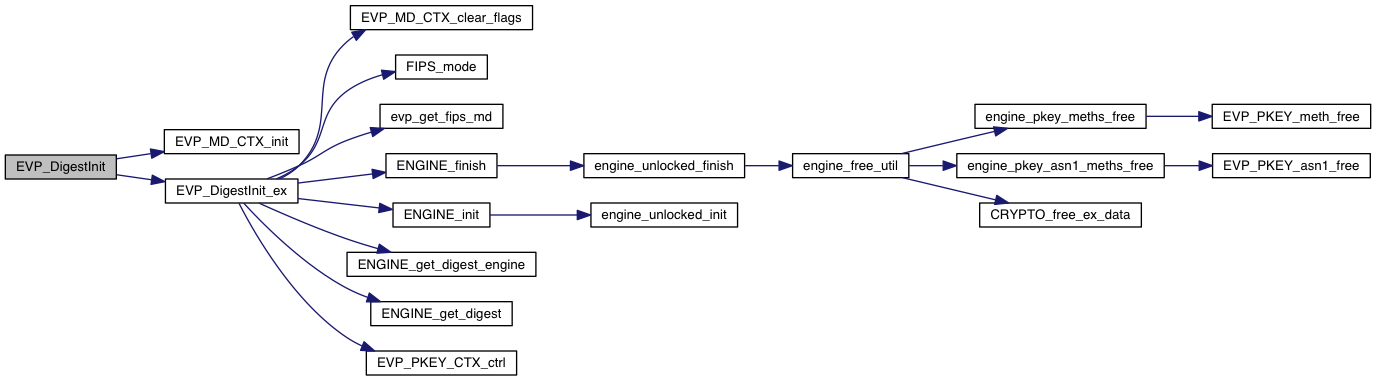 EVP_DigestInit
EVP_MD_CTX_init
EVP_DigestInit_ex
EVP_MD_CTX_clear_flags
FIPS_mode
evp_get_fips_md
ENGINE_finish
ENGINE_init
ENGINE_get_digest_engine
ENGINE_get_digest
EVP_PKEY_CTX_ctrl
engine_unlocked_finish
engine_unlocked_init
engine_free_util
engine_pkey_meths_free
engine_pkey_asn1_meths_free
CRYPTO_free_ex_data
EVP_PKEY_meth_free
EVP_PKEY_asn1_free